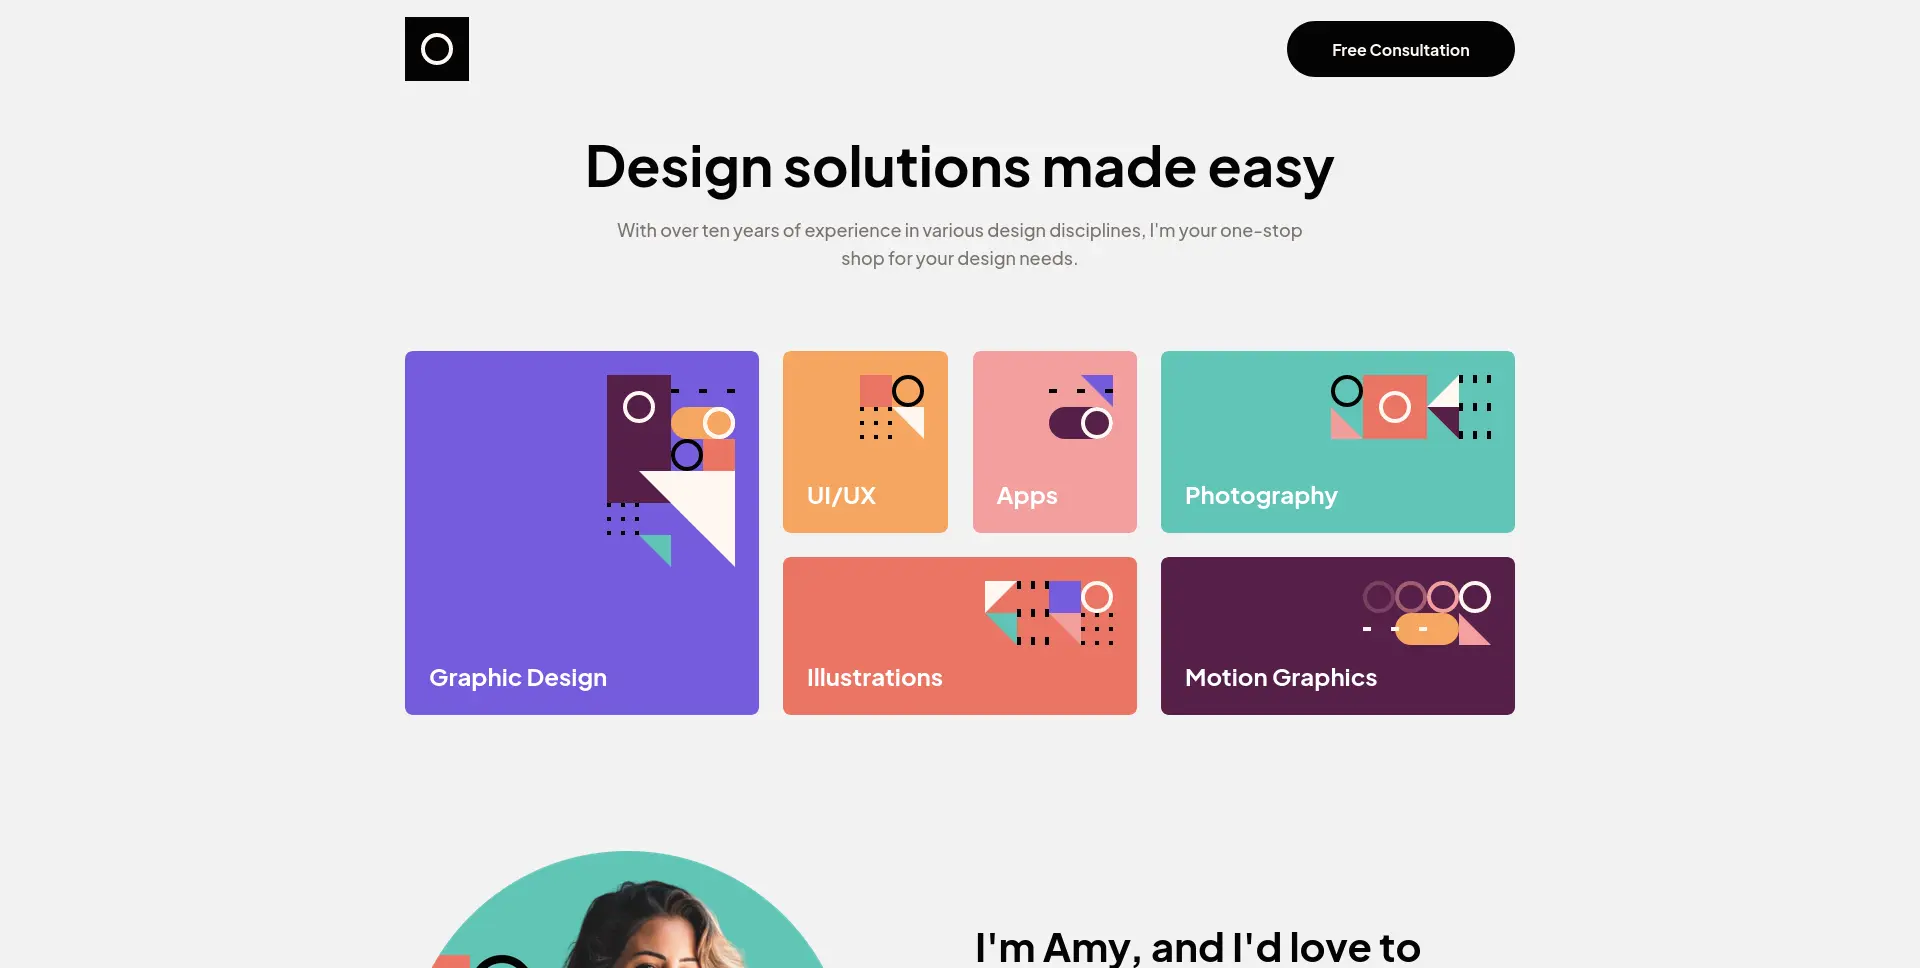 Free Consultation
Design solutions made easy
With over ten years of experience in various design disciplines, I'm your one-stop
shop for your design needs.
Graphic Design
UI/UX
Apps
Photography
Illustrations
Motion Graphics
I'm Amy, and I'd love to